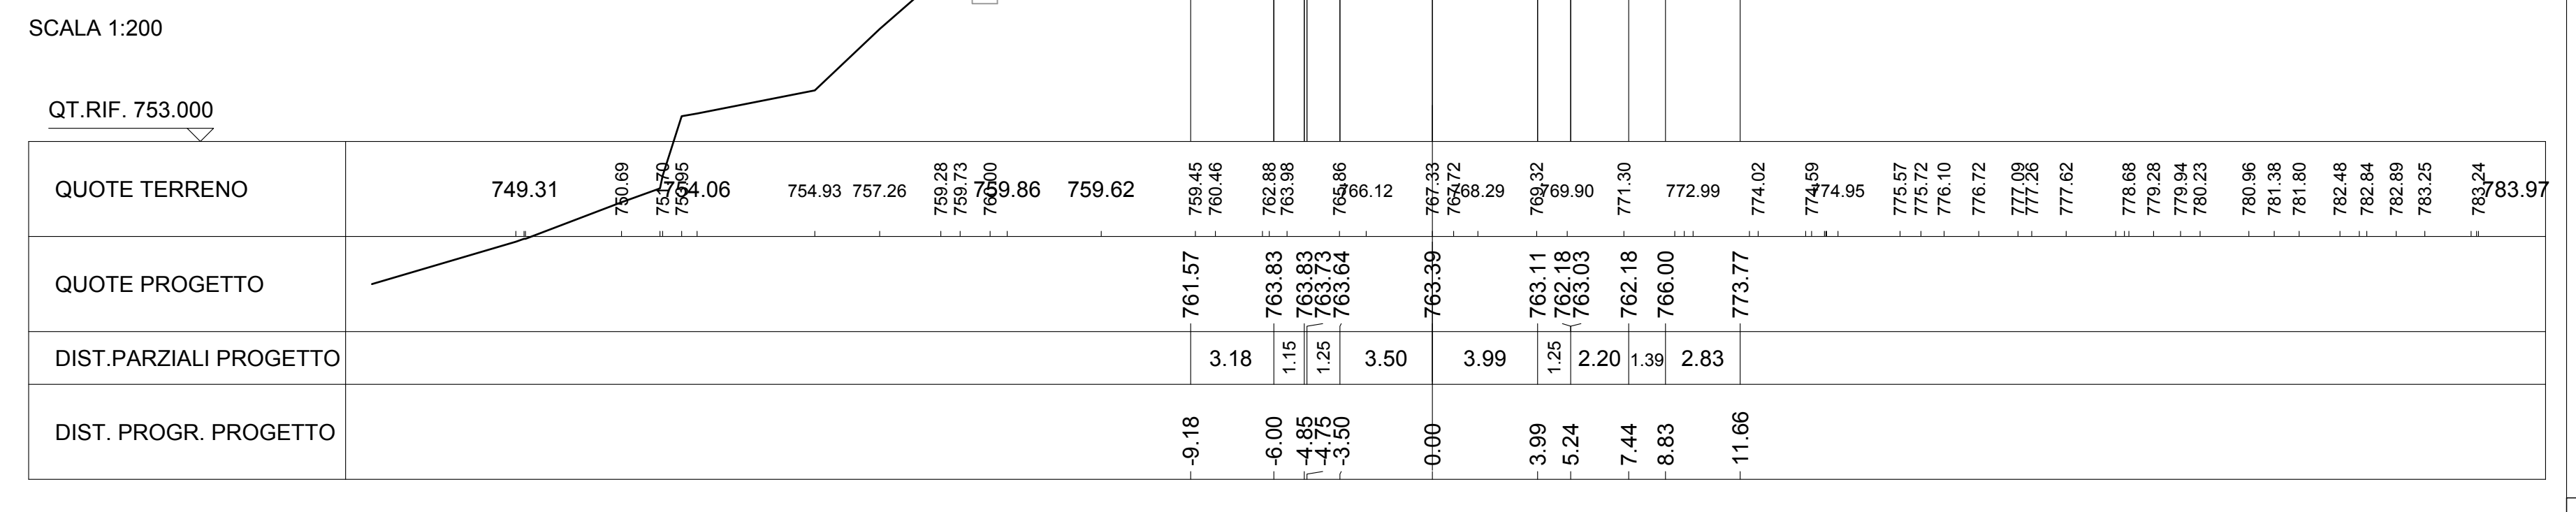 SCALA 1:200
QT.RIF. 753.000
QUOTE TERRENO 749.31 750.69 754.06 754.93 757.26 759.28 759.73 759.86 759.62 759.45 760.46 762.88 763.98 765.86 766.12 767.33 767.72 768.29 769.32 769.90 771.30 772.99 774.02 774.59 774.95 775.57 775.72 776.10 776.72 777.09 777.26 777.62 778.68 779.28 779.94 780.23 780.96 781.38 781.80 782.48 782.84 782.89 783.25 783.24 783.97
QUOTE PROGETTO 761.57 763.83 763.83 763.73 763.64 763.39 763.11 762.18 763.03 762.18 766.00 773.77
DIST.PARZIALI PROGETTO 3.18 1.15 1.25 3.50 3.99 1.25 2.20 1.39 2.83
DIST. PROGR. PROGETTO -9.18 -6.00 -4.85 -4.75 -3.50 0.00 3.99 5.24 7.44 8.83 11.66